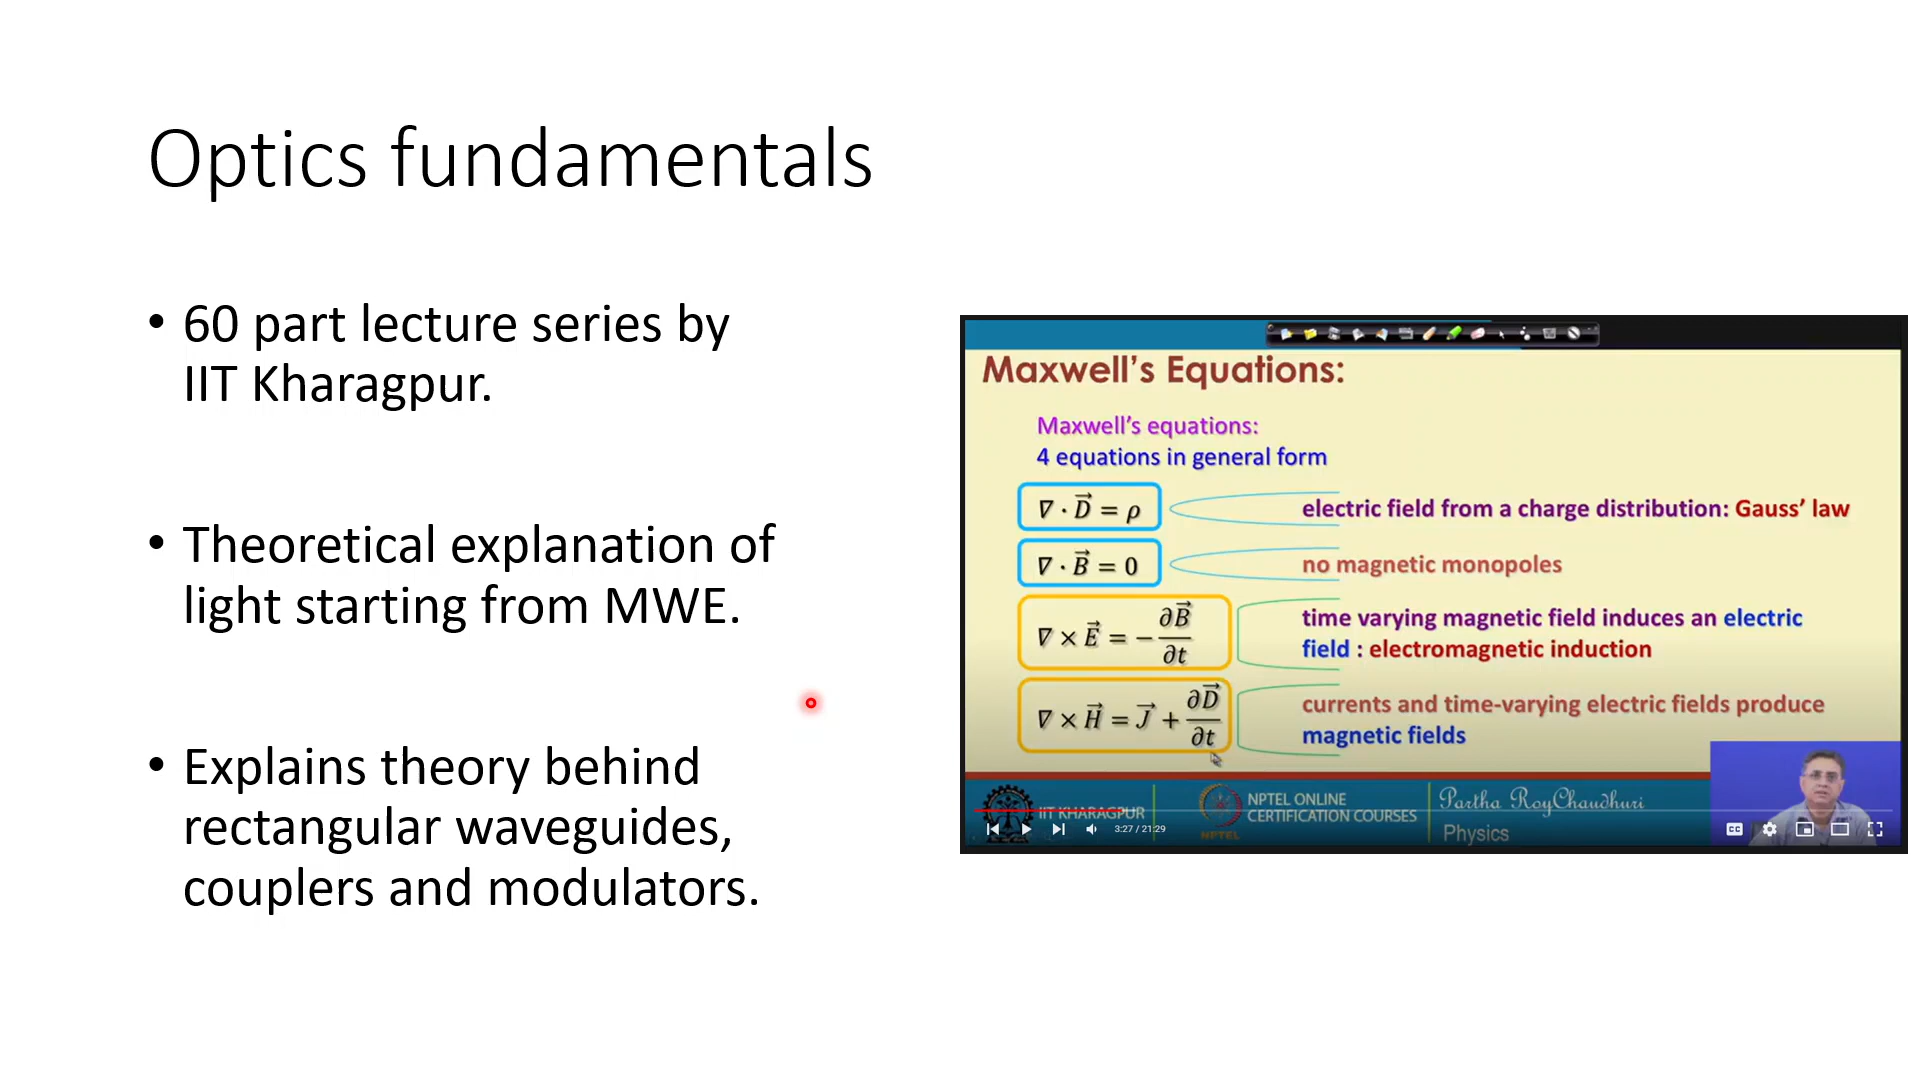 Optics fundamentals
• 60 part lecture series by
IIT Kharagpur.
• Theoretical explanation of
light starting from MWE.
• Explains theory behind
rectangular waveguides,
couplers and modulators.
Maxwell's Equations:
Maxwell's equations:
4 equations in general form
∇ · D⃗ = ρ
electric field from a charge distribution: Gauss' law
∇ · B⃗ = 0
no magnetic monopoles
∇ × E⃗ = − ∂B⃗/∂t
time varying magnetic field induces an electric
field : electromagnetic induction
∇ × H⃗ = J⃗ + ∂D⃗/∂t
currents and time-varying electric fields produce
magnetic fields
IIT KHARAGPUR
NPTEL
NPTEL ONLINE
CERTIFICATION COURSES
Partha RoyChaudhuri
Physics
3:27 / 21:29
CC